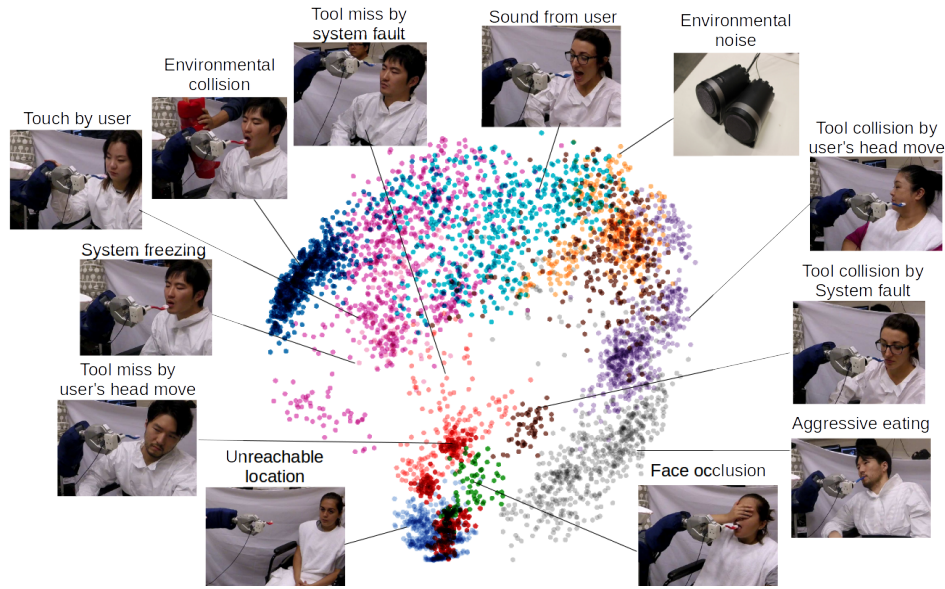 Tool miss by
system fault
Sound from user
Environmental
noise
Environmental
collision
Touch by user
Tool collision by
user's head move
System freezing
Tool collision by
System fault
Tool miss by
user's head move
Aggressive eating
Unreachable
location
Face occlusion